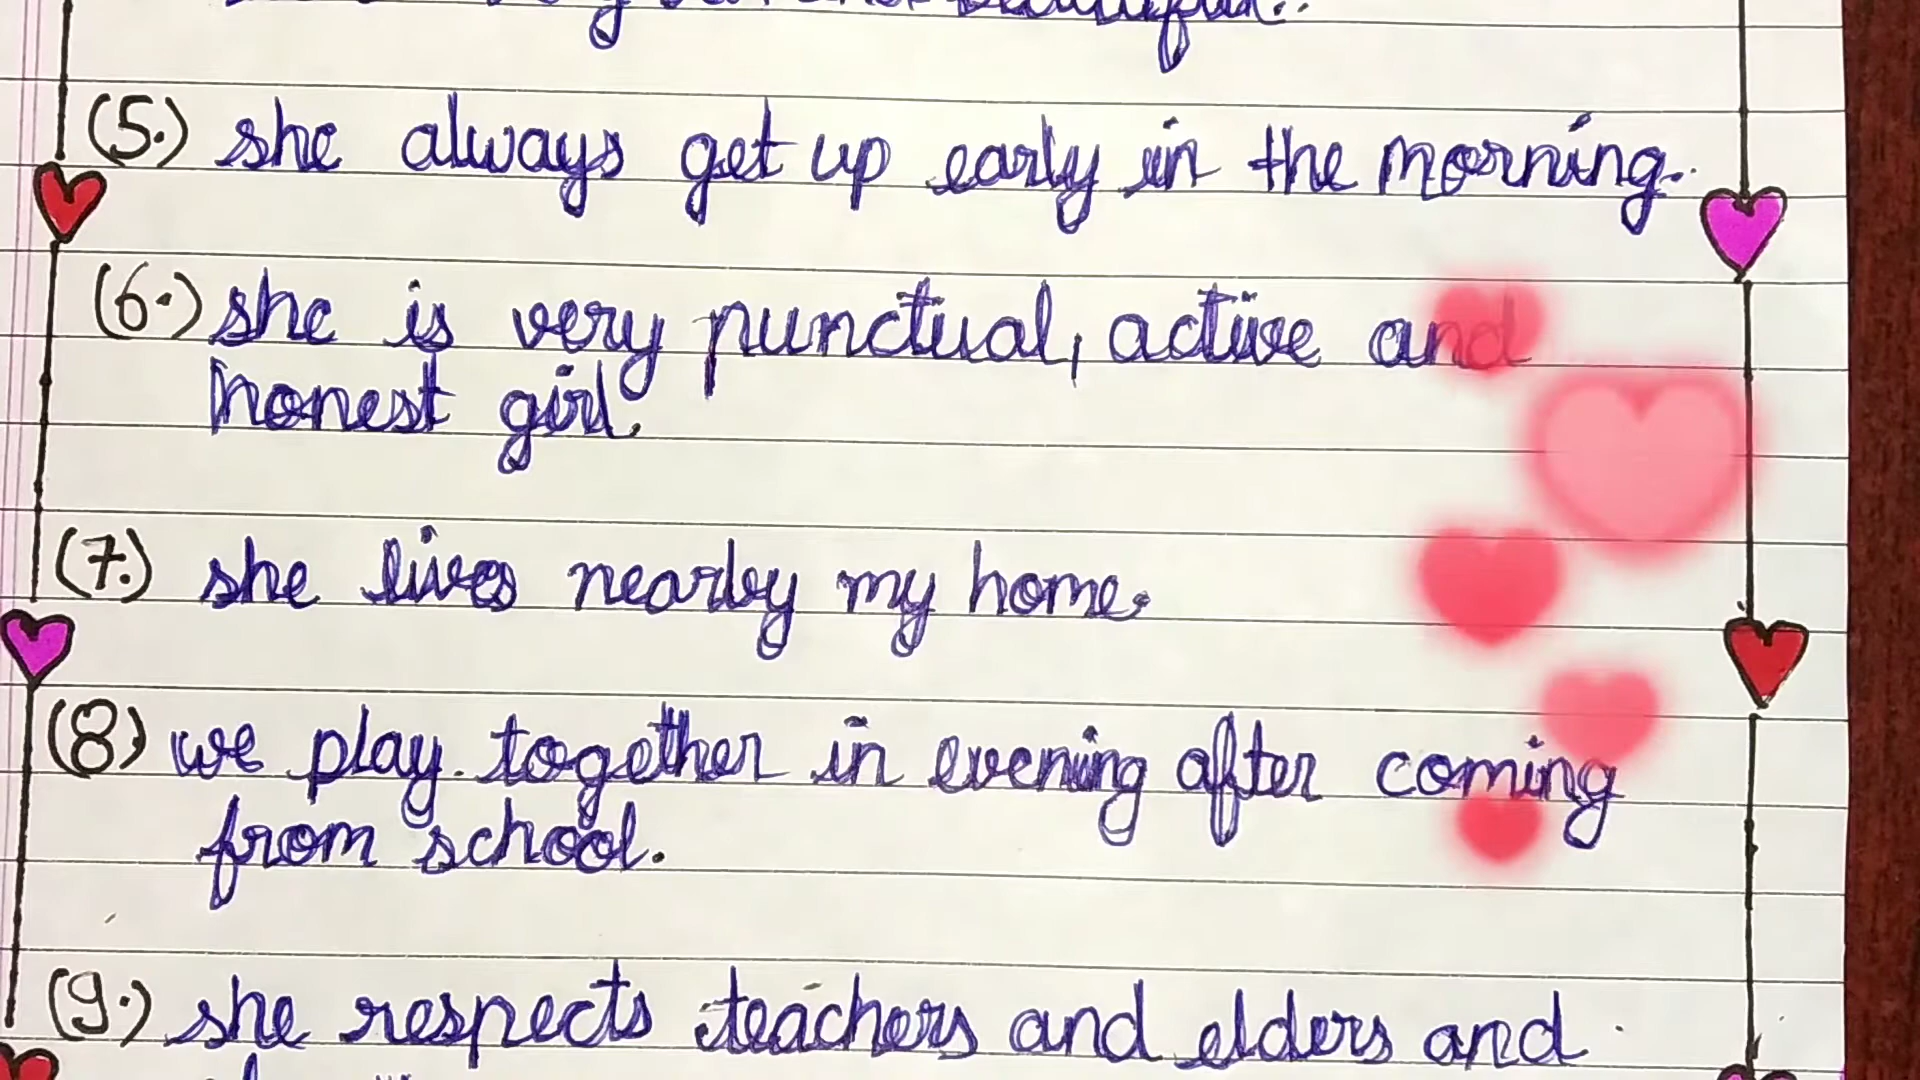 beautiful.
(5.) she always get up early in the morning.
(6.) she is very punctual, active and
honest girl.
(7.) she lives nearby my home.
(8.) we play together in evening after coming
from school.
(9.) she respects teachers and elders and